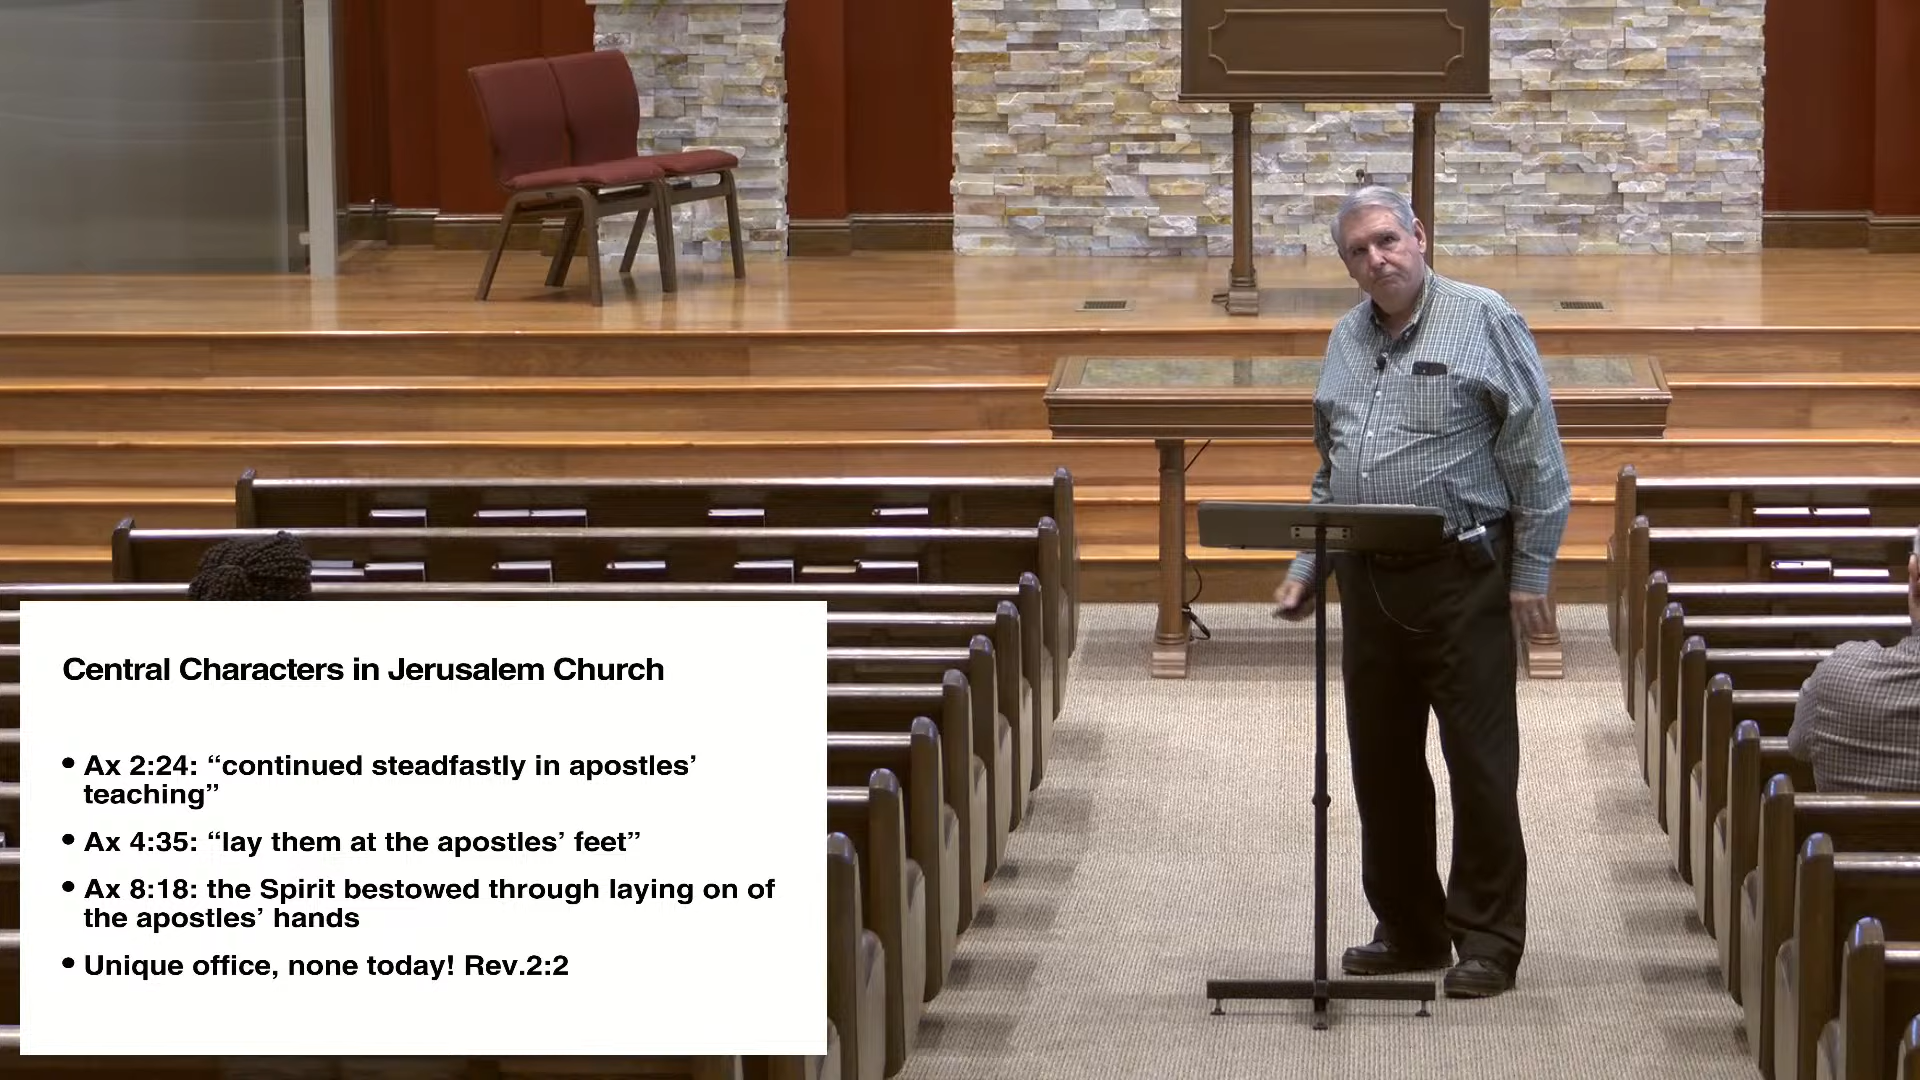 Central Characters in Jerusalem Church
• Ax 2:24: “continued steadfastly in apostles’
teaching”
• Ax 4:35: “lay them at the apostles’ feet”
• Ax 8:18: the Spirit bestowed through laying on of
the apostles’ hands
• Unique office, none today! Rev.2:2